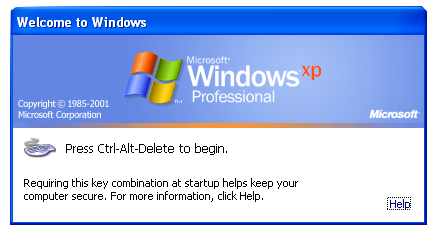 Welcome to Windows
Microsoft®
Windows xp
Professional
Copyright © 1985-2001
Microsoft Corporation
Microsoft®
Press Ctrl-Alt-Delete to begin.
Requiring this key combination at startup helps keep your
computer secure. For more information, click Help.
Help